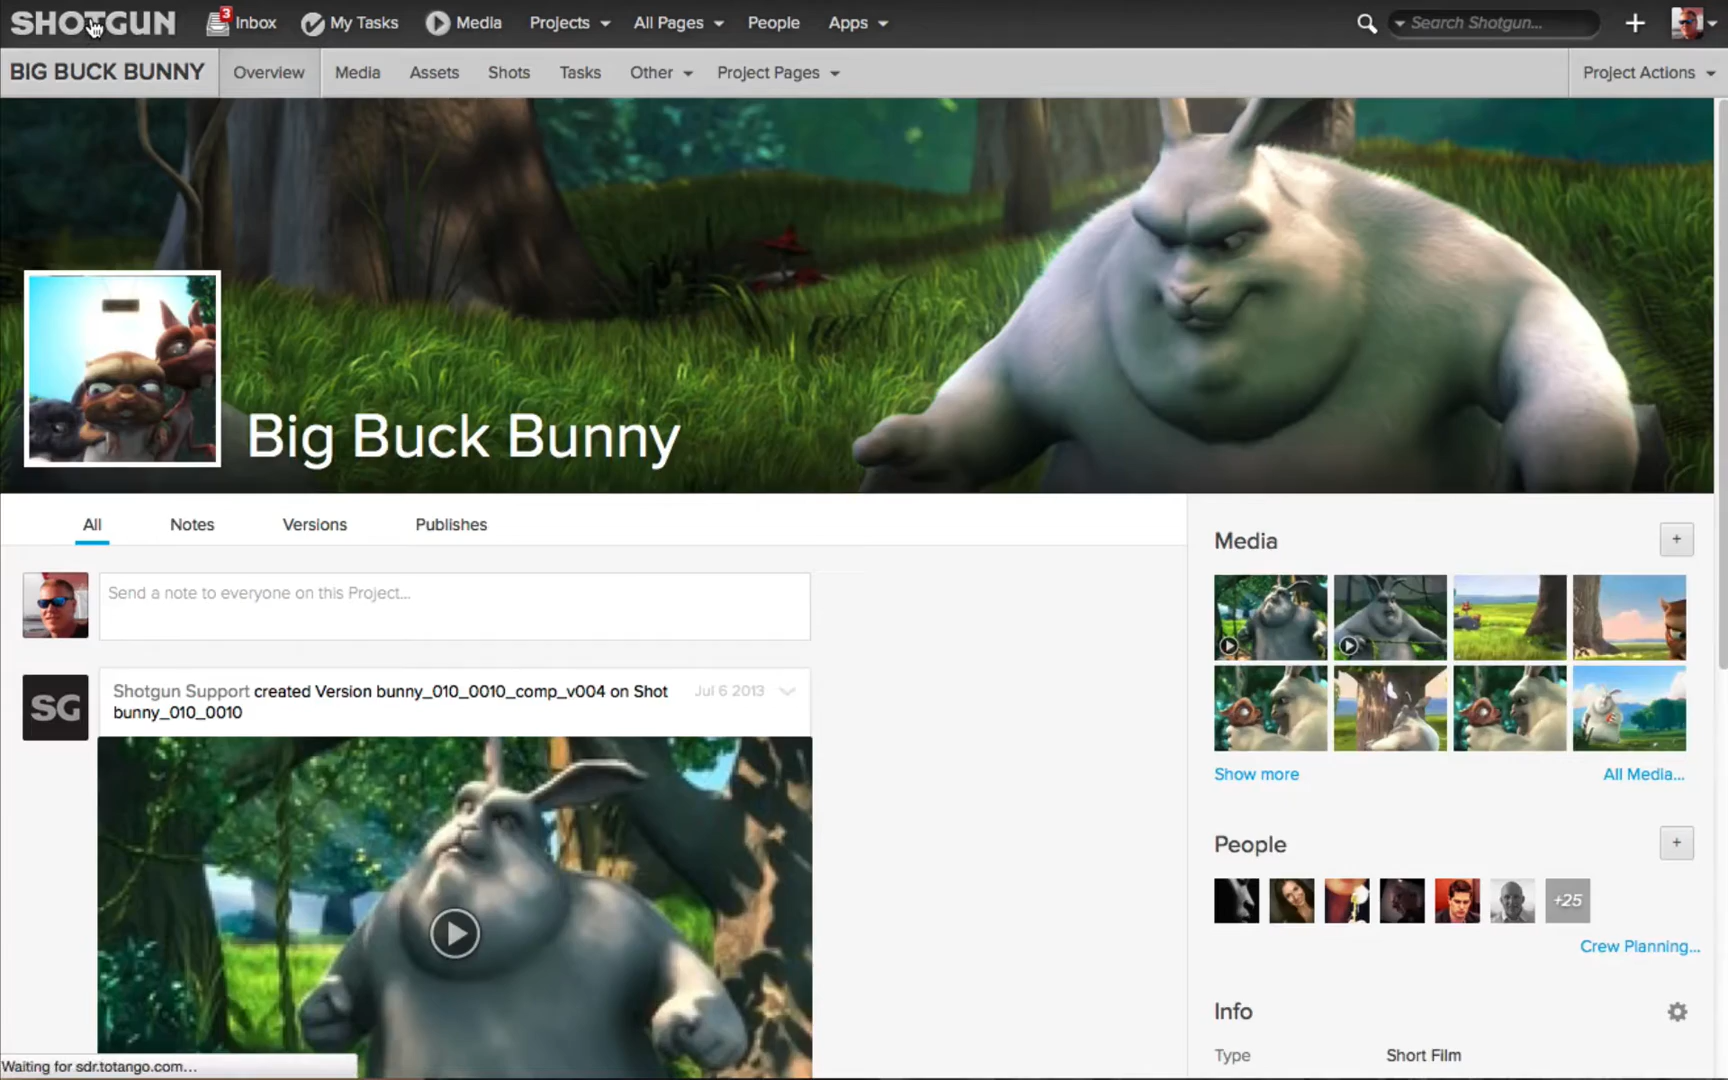 SHOTGUN 3 Inbox My Tasks Media Projects All Pages People Apps Search Shotgun...
BIG BUCK BUNNY Overview Media Assets Shots Tasks Other Project Pages Project Actions
Big Buck Bunny
All Notes Versions Publishes
Media
Send a note to everyone on this Project...
SG
Shotgun Support created Version bunny_010_0010_comp_v004 on Shot Jul 6 2013
bunny_010_0010
Show more All Media...
People
+25
Crew Planning...
Info
Type Short Film
Waiting for sdr.totango.com...